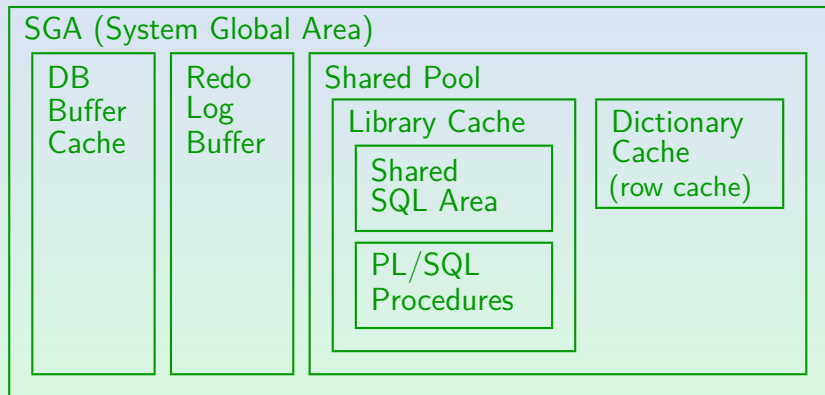 SGA (System Global Area)
DB
Buffer
Cache
Redo
Log
Buffer
Shared Pool
Library Cache
Shared
SQL Area
PL/SQL
Procedures
Dictionary
Cache
(row cache)